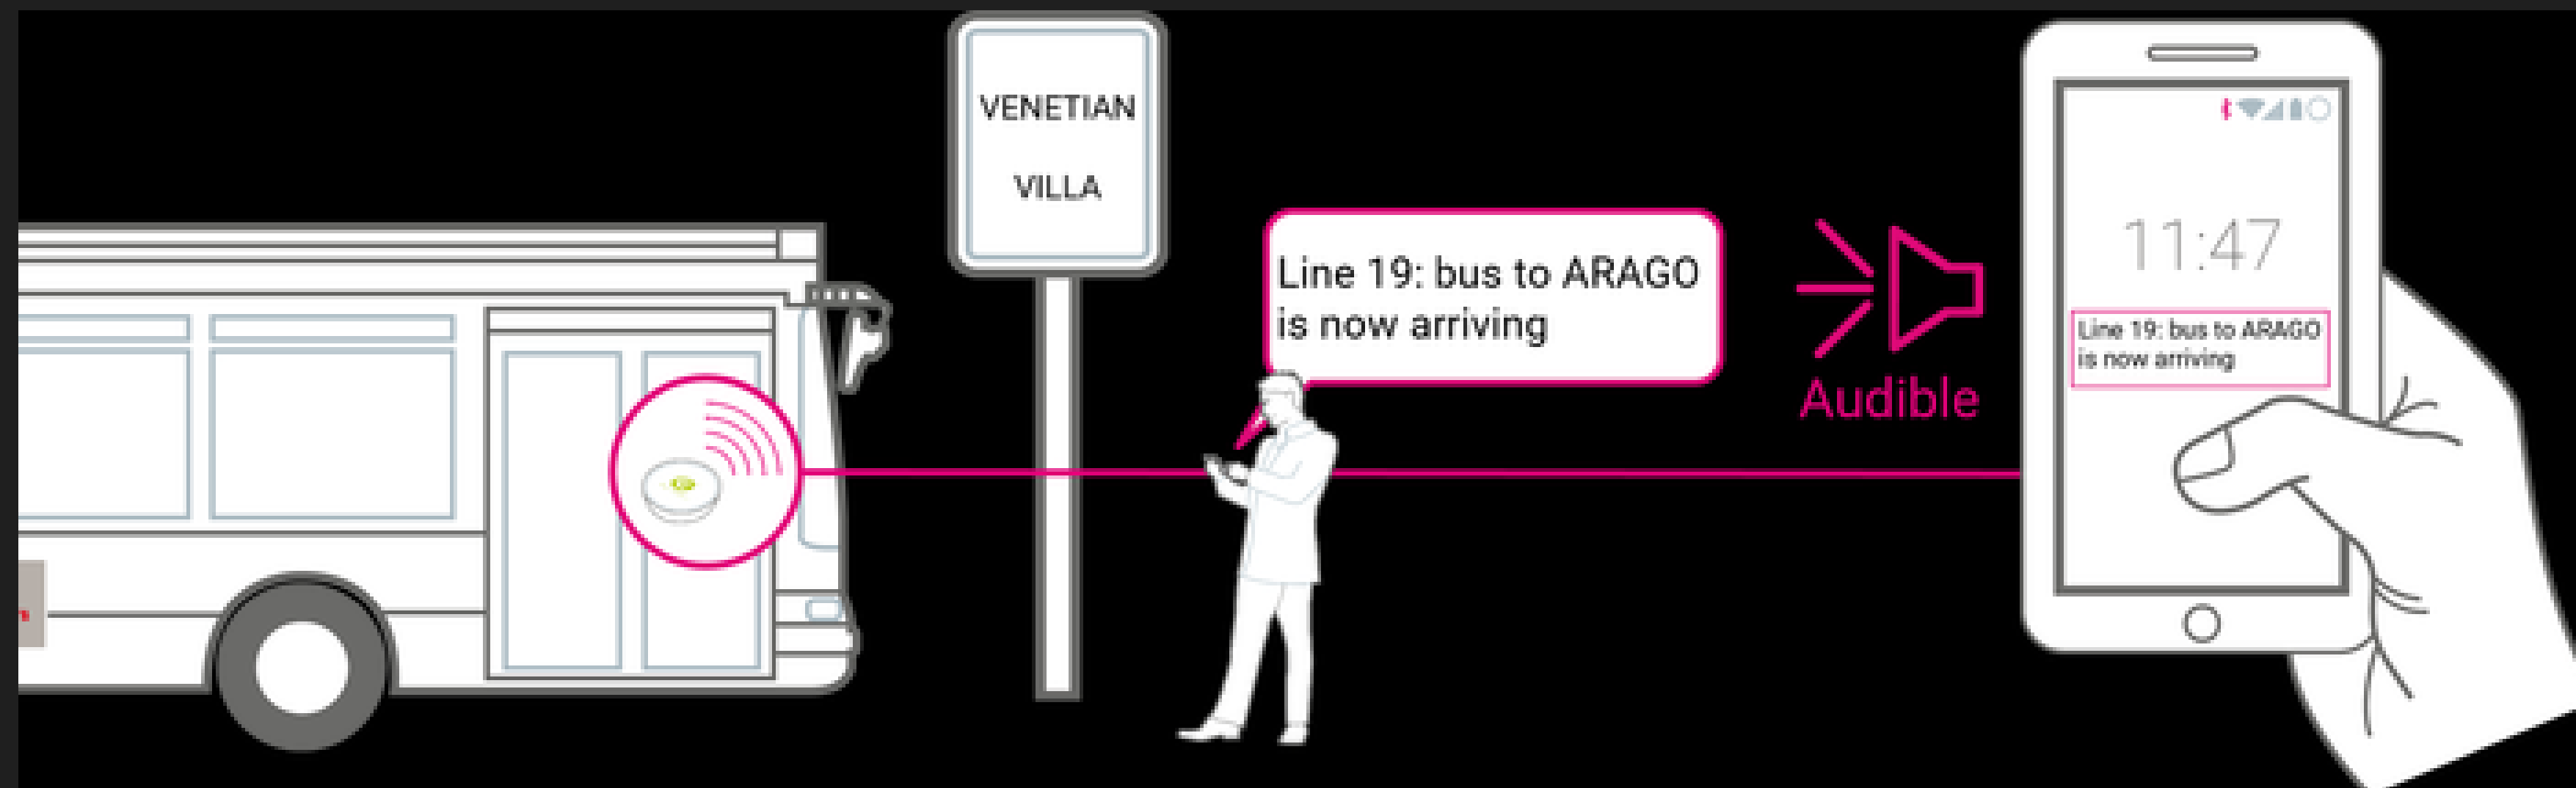 VENETIAN
VILLA
Line 19: bus to ARAGO
is now arriving
Audible
11:47
Line 19: bus to ARAGO
is now arriving